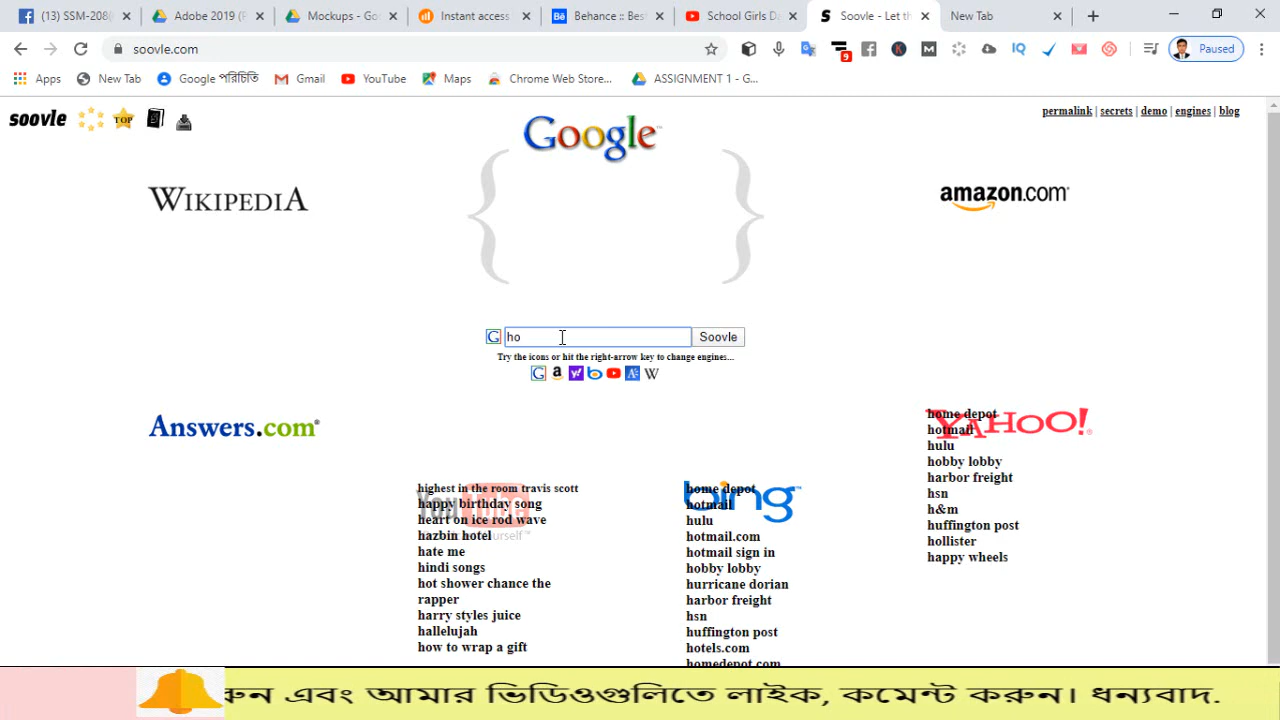 (13) SSM-208(
Adobe 2019 (F
Mockups - Goo
Instant access
Behance :: Bes
School Girls Da
Soovle - Let th
New Tab
soovle.com
9
Paused
Apps
New Tab
Google পরিচিতি
Gmail
YouTube
Maps
Chrome Web Store...
ASSIGNMENT 1 - G...
soovle
TOP
permalink | secrets | demo | engines | blog
Google™
WIKIPEDIA
amazon.com
ho
Soovle
Try the icons or hit the right-arrow key to change engines...
Answers.com
YAHOO!
home depot
hotmail
hulu
hobby lobby
harbor freight
hsn
h&m
huffington post
hollister
happy wheels
YouTube
highest in the room travis scott
happy birthday song
heart on ice rod wave
hazbin hotel
hate me
hindi songs
hot shower chance the
rapper
harry styles juice
hallelujah
how to wrap a gift
bing™
home depot
hotmail
hulu
hotmail.com
hotmail sign in
hobby lobby
hurricane dorian
harbor freight
hsn
huffington post
hotels.com
homedepot.com
রুন এবং আমার ভিডিওগুলিতে লাইক, কমেন্ট করুন। ধন্যবাদ.